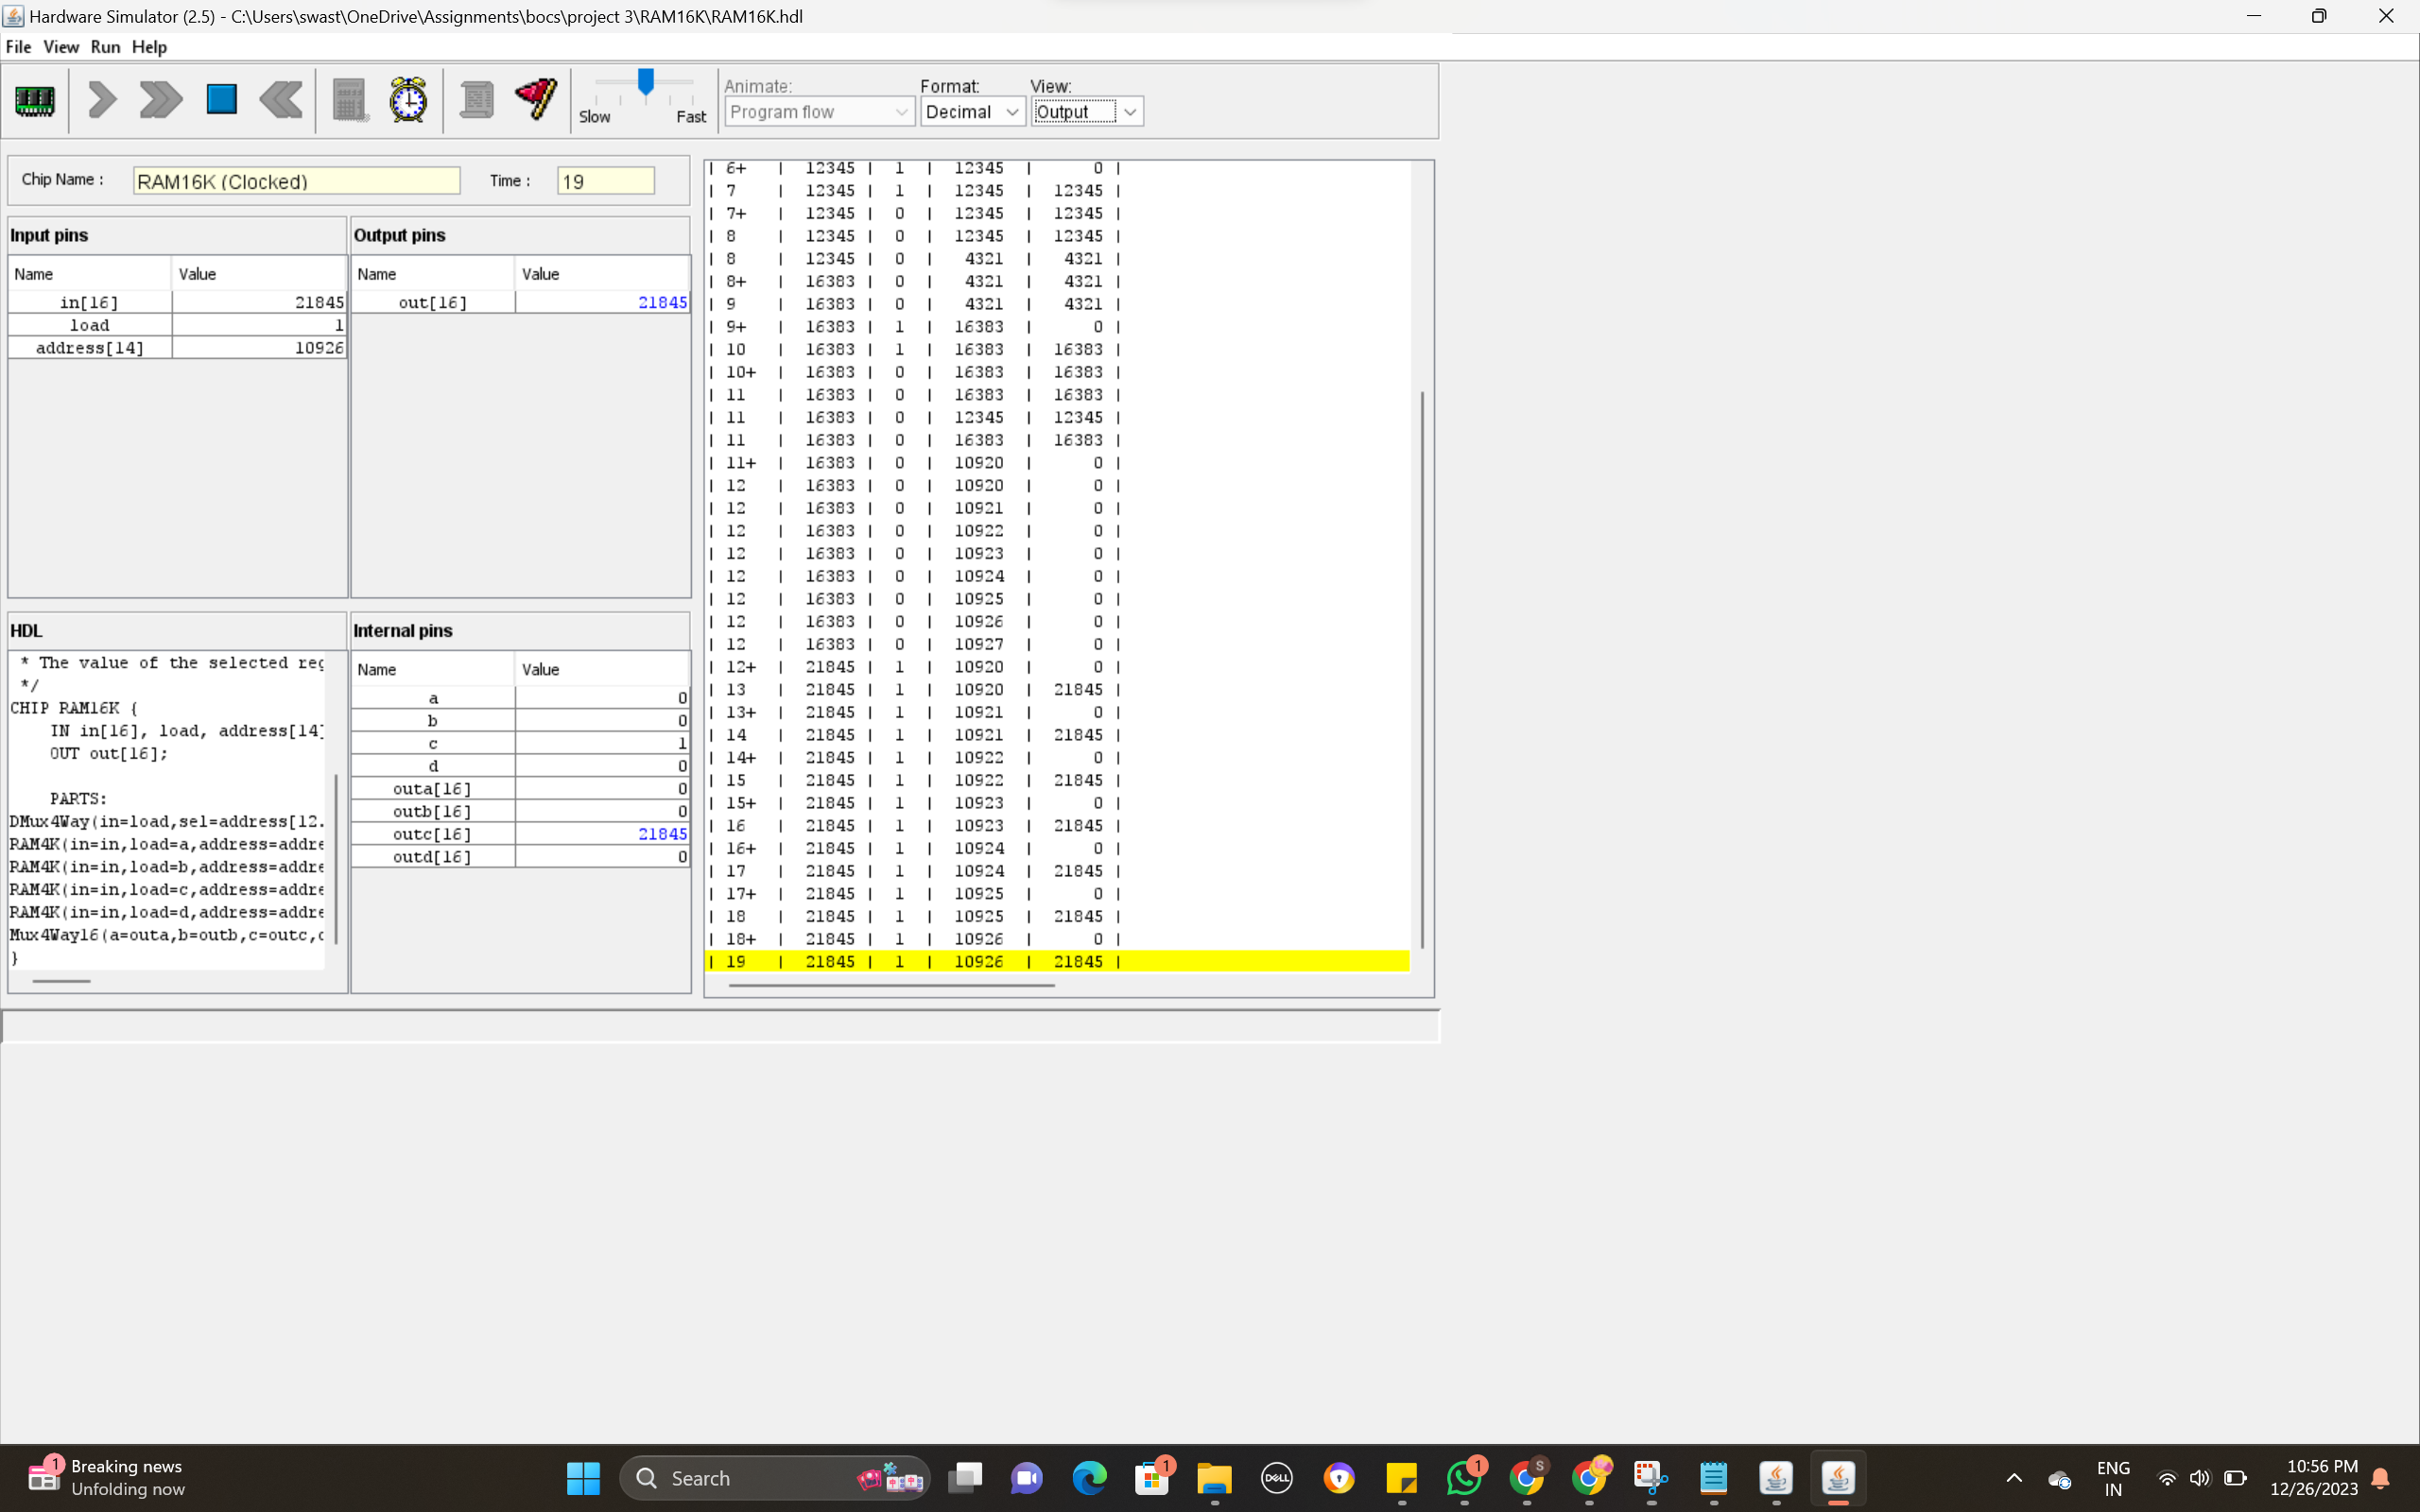 Hardware Simulator (2.5) - C:\Users\swast\OneDrive\Assignments\bocs\project 3\RAM16K\RAM16K.hdl
File View Run Help
Slow Fast
Animate: Format: View:
Program flow Decimal Output
Chip Name : RAM16K (Clocked) Time : 19
Input pins
Name Value
in[16] 21845
load 1
address[14] 10926
Output pins
Name Value
out[16] 21845
HDL
* The value of the selected reg
*/
CHIP RAM16K {
IN in[16], load, address[14]
OUT out[16];
PARTS:
DMux4Way(in=load,sel=address[12.
RAM4K(in=in,load=a,address=addre
RAM4K(in=in,load=b,address=addre
RAM4K(in=in,load=c,address=addre
RAM4K(in=in,load=d,address=addre
Mux4Way16(a=outa,b=outb,c=outc,
}
Internal pins
Name Value
a 0
b 0
c 1
d 0
outa[16] 0
outb[16] 0
outc[16] 21845
outd[16] 0
| 6+ | 12345 | 1 | 12345 | 0 |
| 7 | 12345 | 1 | 12345 | 12345 |
| 7+ | 12345 | 0 | 12345 | 12345 |
| 8 | 12345 | 0 | 12345 | 12345 |
| 8 | 12345 | 0 | 4321 | 4321 |
| 8+ | 16383 | 0 | 4321 | 4321 |
| 9 | 16383 | 0 | 4321 | 4321 |
| 9+ | 16383 | 1 | 16383 | 0 |
| 10 | 16383 | 1 | 16383 | 16383 |
| 10+ | 16383 | 0 | 16383 | 16383 |
| 11 | 16383 | 0 | 16383 | 16383 |
| 11 | 16383 | 0 | 12345 | 12345 |
| 11 | 16383 | 0 | 16383 | 16383 |
| 11+ | 16383 | 0 | 10920 | 0 |
| 12 | 16383 | 0 | 10920 | 0 |
| 12 | 16383 | 0 | 10921 | 0 |
| 12 | 16383 | 0 | 10922 | 0 |
| 12 | 16383 | 0 | 10923 | 0 |
| 12 | 16383 | 0 | 10924 | 0 |
| 12 | 16383 | 0 | 10925 | 0 |
| 12 | 16383 | 0 | 10926 | 0 |
| 12 | 16383 | 0 | 10927 | 0 |
| 12+ | 21845 | 1 | 10920 | 0 |
| 13 | 21845 | 1 | 10920 | 21845 |
| 13+ | 21845 | 1 | 10921 | 0 |
| 14 | 21845 | 1 | 10921 | 21845 |
| 14+ | 21845 | 1 | 10922 | 0 |
| 15 | 21845 | 1 | 10922 | 21845 |
| 15+ | 21845 | 1 | 10923 | 0 |
| 16 | 21845 | 1 | 10923 | 21845 |
| 16+ | 21845 | 1 | 10924 | 0 |
| 17 | 21845 | 1 | 10924 | 21845 |
| 17+ | 21845 | 1 | 10925 | 0 |
| 18 | 21845 | 1 | 10925 | 21845 |
| 18+ | 21845 | 1 | 10926 | 0 |
| 19 | 21845 | 1 | 10926 | 21845 |
1 Breaking news
Unfolding now
Search
1
DELL
1
S
ENG
IN
10:56 PM
12/26/2023